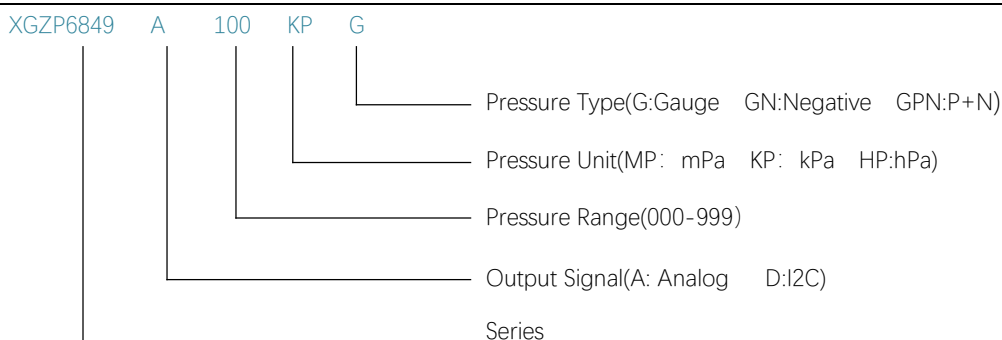 XGZP6849 A 100 KP G
Pressure Type(G:Gauge GN:Negative GPN:P+N)
Pressure Unit(MP：mPa KP：kPa HP:hPa)
Pressure Range(000-999）
Output Signal(A: Analog D:I2C)
Series